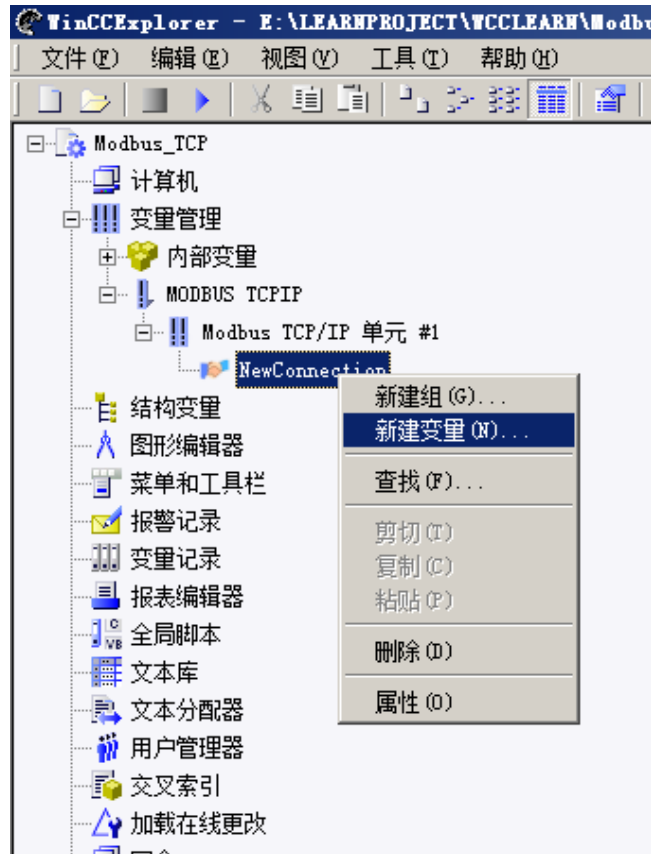 WinCCExplorer - E:\LEARNPROJECT\WCCLEARN\Modbu
文件(F) 编辑(E) 视图(V) 工具(T) 帮助(H)
Modbus_TCP
计算机
变量管理
内部变量
MODBUS TCPIP
Modbus TCP/IP 单元 #1
NewConnection
结构变量
图形编辑器
菜单和工具栏
报警记录
变量记录
报表编辑器
全局脚本
文本库
文本分配器
用户管理器
交叉索引
加载在线更改
新建组(G)...
新建变量(N)...
查找(F)...
剪切(T)
复制(C)
粘贴(P)
删除(D)
属性(O)